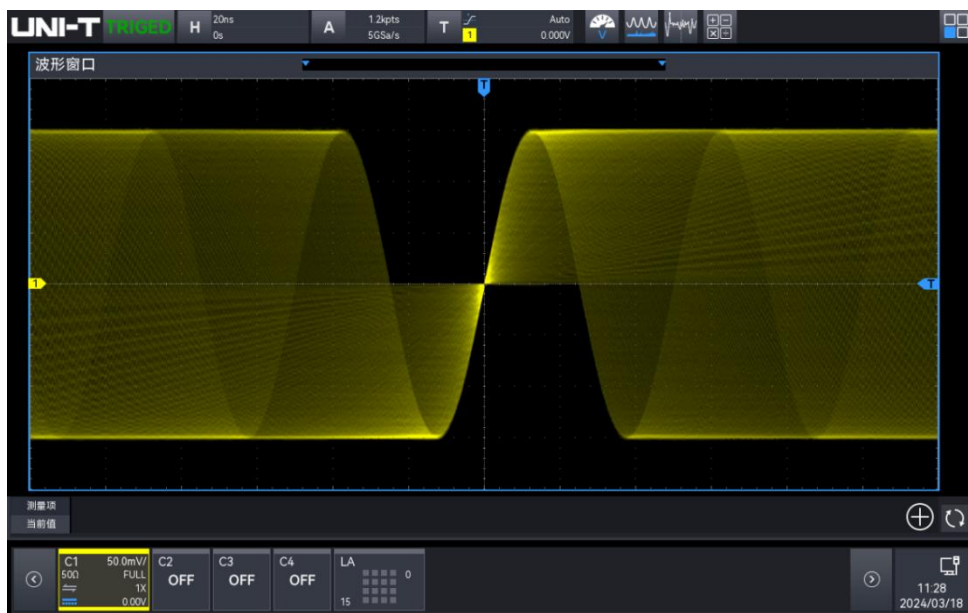 UNI-T TRIGED H 20ns 0s A 1.2kpts 5GSa/s T 1 Auto 0.000V V
波形窗口
T
1
T
测量项
当前值
C1 50.0mV/
50Ω FULL
1X
0.00V
C2
OFF
C3
OFF
C4
OFF
LA
0
15
11:28
2024/03/18